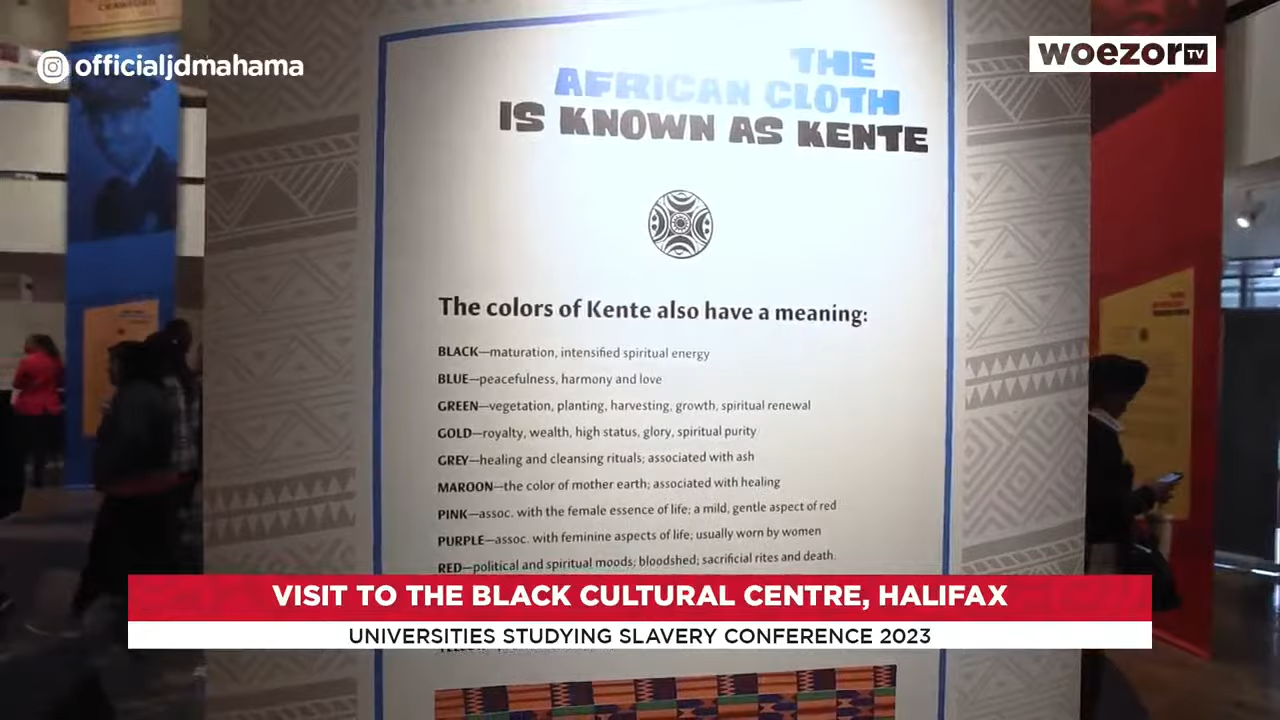 CRAWFORD
officialjdmahama
woezor TV
THE
AFRICAN CLOTH
IS KNOWN AS KENTE
The colors of Kente also have a meaning:
BLACK—maturation, intensified spiritual energy
BLUE—peacefulness, harmony and love
GREEN—vegetation, planting, harvesting, growth, spiritual renewal
GOLD—royalty, wealth, high status, glory, spiritual purity
GREY—healing and cleansing rituals; associated with ash
MAROON—the color of mother earth; associated with healing
PINK—assoc. with the female essence of life; a mild, gentle aspect of red
PURPLE—assoc. with feminine aspects of life; usually worn by women
RED—political and spiritual moods; bloodshed; sacrificial rites and death.
VISIT TO THE BLACK CULTURAL CENTRE, HALIFAX
UNIVERSITIES STUDYING SLAVERY CONFERENCE 2023